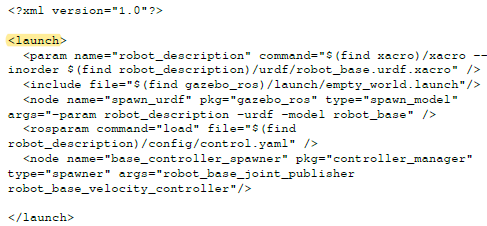 <?xml version="1.0"?>
<launch>
<param name="robot_description" command="$(find xacro)/xacro --
inorder $(find robot_description)/urdf/robot_base.urdf.xacro" />
<include file="$(find gazebo_ros)/launch/empty_world.launch"/>
<node name="spawn_urdf" pkg="gazebo_ros" type="spawn_model"
args="-param robot_description -urdf -model robot_base" />
<rosparam command="load" file="$(find
robot_description)/config/control.yaml" />
<node name="base_controller_spawner" pkg="controller_manager"
type="spawner" args="robot_base_joint_publisher
robot_base_velocity_controller"/>
</launch>